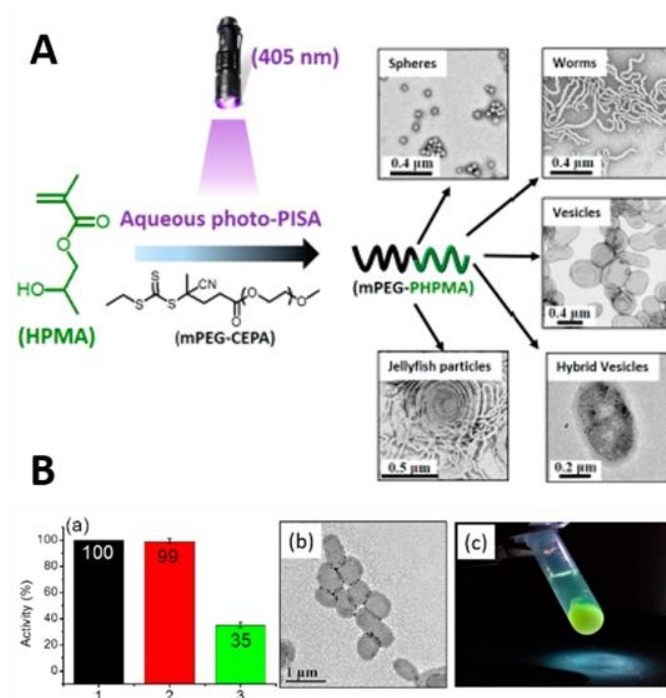 A
(405 nm)
Spheres
0.4 µm
Worms
0.4 µm
Aqueous photo-PISA
O
O
HO
(HPMA)
S
CN
S
S
O
O
(mPEG-CEPA)
(mPEG-PHPMA)
Vesicles
0.4 µm
Jellyfish particles
0.5 µm
Hybrid Vesicles
0.2 µm
B
(a)
Activity (%)
100
80
60
40
20
0
100
99
35
1
2
3
(b)
1 µm
(c)